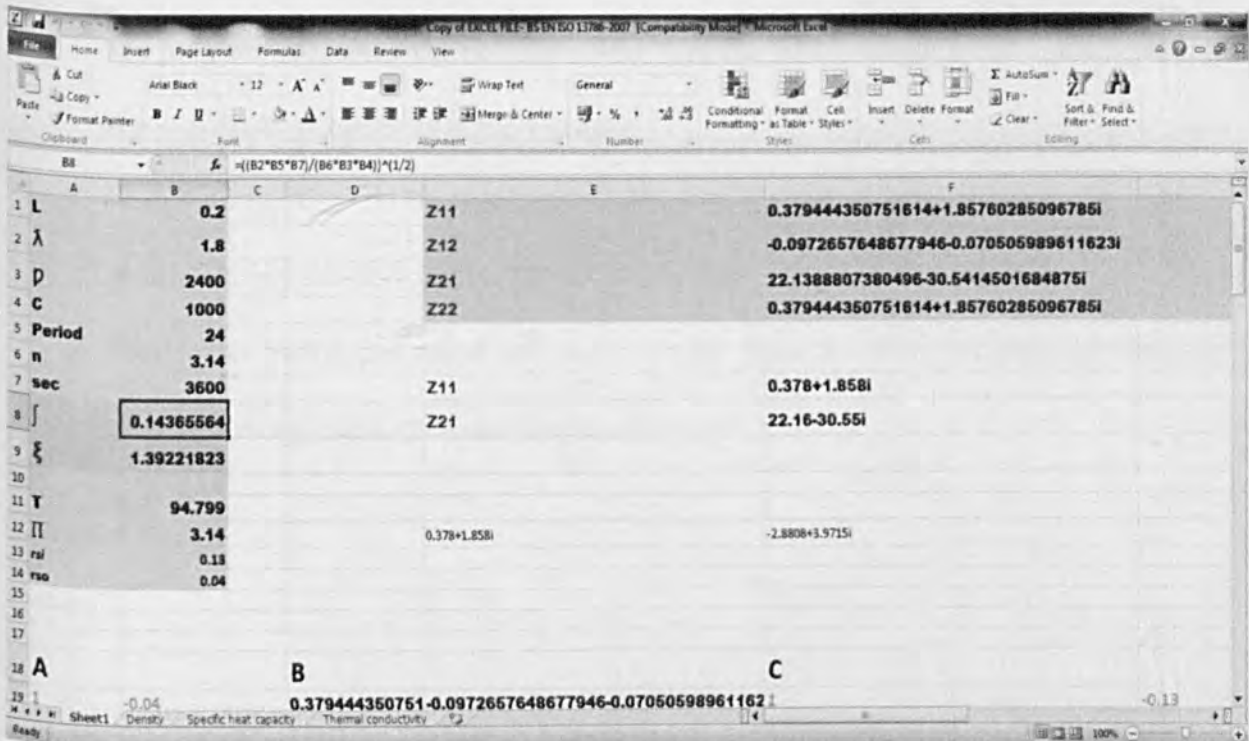 Copy of EXCEL FILE- BS EN ISO 13786-2007 [Compatibility Mode] - Microsoft Excel
File Home Insert Page Layout Formulas Data Review View
Paste Cut Copy Format Painter Clipboard
Arial Black 12 A A B I U A Font
Wrap Text Merge & Center Alignment
General % , Number
Conditional Formatting Format as Table Cell Styles Styles
Insert Delete Format Cells
Σ AutoSum Fill Clear Sort & Filter Find & Select Editing
B8 fx =((B2*B5*B7)/(B6*B3*B4))^(1/2)
A B C D E F
1 L 0.2 Z11 0.379444350751614+1.85760285096785i
2 λ 1.8 Z12 -0.0972657648677946-0.070505989611623i
3 p 2400 Z21 22.1388807380496-30.5414501684875i
4 c 1000 Z22 0.379444350751614+1.85760285096785i
5 Period 24
6 n 3.14
7 sec 3600 Z11 0.378+1.858i
8 ∫ 0.14365564 Z21 22.16-30.55i
9 ξ 1.39221823
10
11 T 94.799
12 ∏ 3.14 0.378+1.858i -2.8808+3.9715i
13 rsi 0.13
14 rso 0.04
15
16
17
18 A B C
19 1 -0.04 0.379444350751 -0.0972657648677946-0.07050598961162 1 -0.13
Sheet1 Density Specific heat capacity Thermal conductivity
Ready 100%